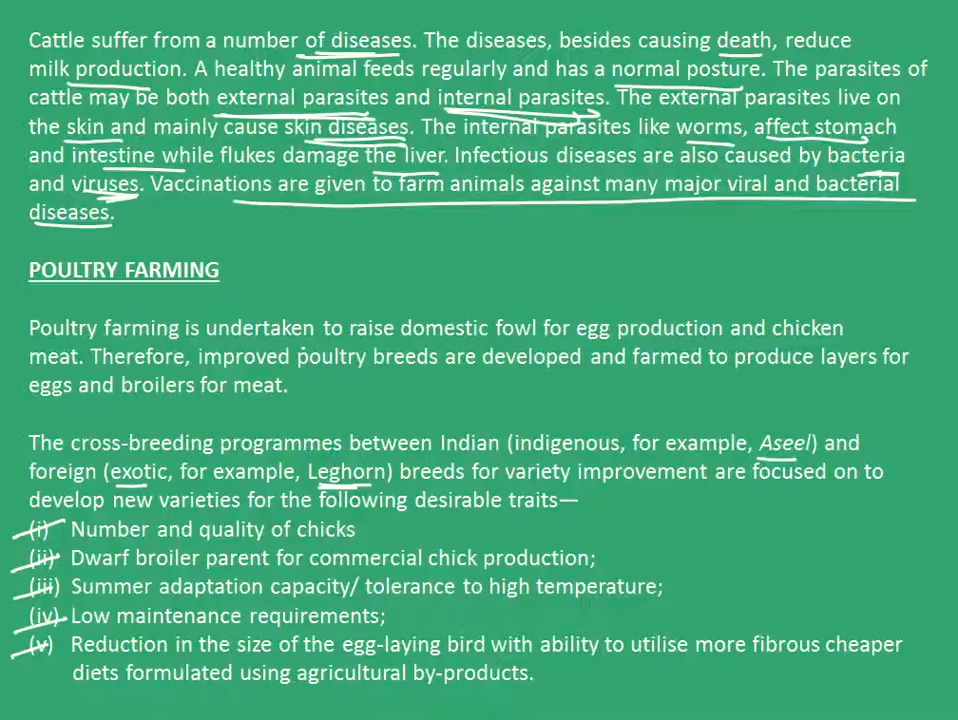 Cattle suffer from a number of diseases. The diseases, besides causing death, reduce
milk production. A healthy animal feeds regularly and has a normal posture. The parasites of
cattle may be both external parasites and internal parasites. The external parasites live on
the skin and mainly cause skin diseases. The internal parasites like worms, affect stomach
and intestine while flukes damage the liver. Infectious diseases are also caused by bacteria
and viruses. Vaccinations are given to farm animals against many major viral and bacterial
diseases.
POULTRY FARMING
Poultry farming is undertaken to raise domestic fowl for egg production and chicken
meat. Therefore, improved poultry breeds are developed and farmed to produce layers for
eggs and broilers for meat.
The cross-breeding programmes between Indian (indigenous, for example, Aseel) and
foreign (exotic, for example, Leghorn) breeds for variety improvement are focused on to
develop new varieties for the following desirable traits—
(i) Number and quality of chicks
(ii) Dwarf broiler parent for commercial chick production;
(iii) Summer adaptation capacity/ tolerance to high temperature;
(iv) Low maintenance requirements;
(v) Reduction in the size of the egg-laying bird with ability to utilise more fibrous cheaper
diets formulated using agricultural by-products.